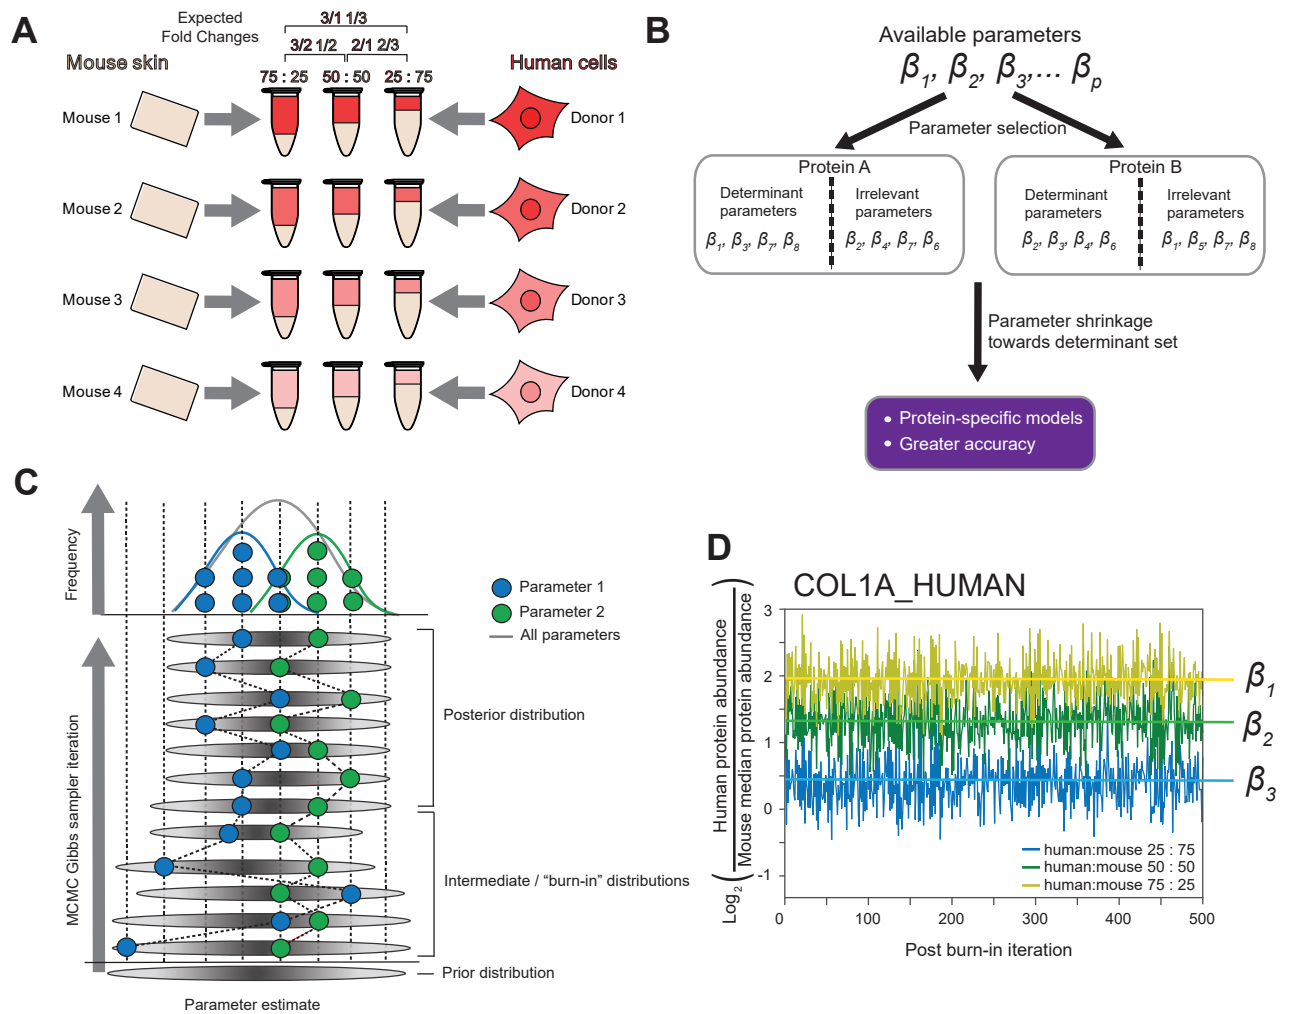 A
Expected
Fold Changes
3/1 1/3
3/2 1/2
2/1 2/3
Mouse skin
Human cells
75 : 25
50 : 50
25 : 75
Mouse 1
Donor 1
Mouse 2
Donor 2
Mouse 3
Donor 3
Mouse 4
Donor 4
B
Available parameters
β1, β2, β3,... βp
Parameter selection
Protein A
Determinant
parameters
β1, β3, β7, β8
Irrelevant
parameters
β2, β4, β7, β6
Protein B
Determinant
parameters
β2, β3, β4, β6
Irrelevant
parameters
β1, β5, β7, β8
Parameter shrinkage
towards determinant set
• Protein-specific models
• Greater accuracy
C
Frequency
Parameter 1
Parameter 2
All parameters
MCMC Gibbs sampler iteration
Posterior distribution
Intermediate / “burn-in” distributions
Prior distribution
Parameter estimate
D
COL1A_HUMAN
Log2
(
Human protein abundance
Mouse median protein abundance
)
3
2
1
0
-1
β1
β2
β3
human:mouse 25 : 75
human:mouse 50 : 50
human:mouse 75 : 25
0
100
200
300
400
500
Post burn-in iteration